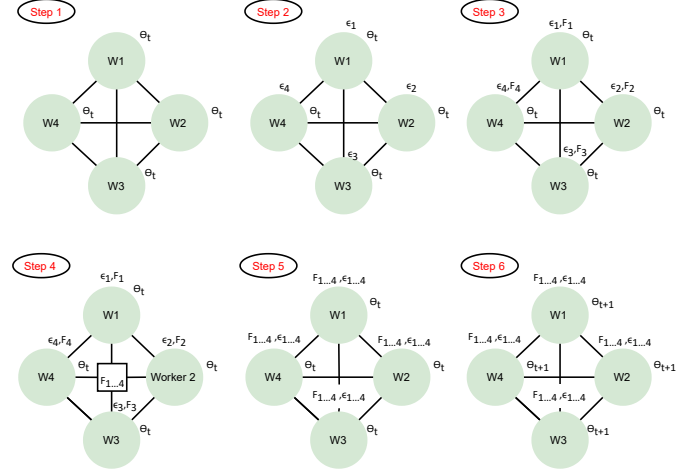 Step 1
Step 2
Step 3
ϵ1
ϵ1,F1
θt
θt
θt
W1
W1
W1
ϵ4
ϵ2
ϵ4,F4
ϵ2,F2
θt
θt
θt
θt
θt
θt
W4
W2
W4
W2
W4
W2
ϵ3
ϵ3,F3
θt
θt
θt
W3
W3
W3
Step 4
Step 5
Step 6
ϵ1,F1
F1...4 ,ϵ1...4
F1...4 ,ϵ1...4
θt
θt
θt+1
W1
W1
W1
ϵ4,F4
ϵ2,F2
F1...4 ,ϵ1...4
F1...4 ,ϵ1...4
F1...4 ,ϵ1...4
F1...4 ,ϵ1...4
θt
θt
θt
θt
θt+1
θt+1
W4
F1...4
Worker 2
W4
W2
W4
W2
ϵ3,F3
F1...4 ,ϵ1...4
F1...4 ,ϵ1...4
θt
θt
θt+1
W3
W3
W3